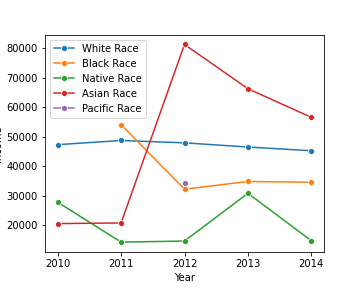 White Race
Black Race
Native Race
Asian Race
Pacific Race
80000
70000
60000
50000
40000
30000
20000
2010
2011
2012
2013
2014
Year